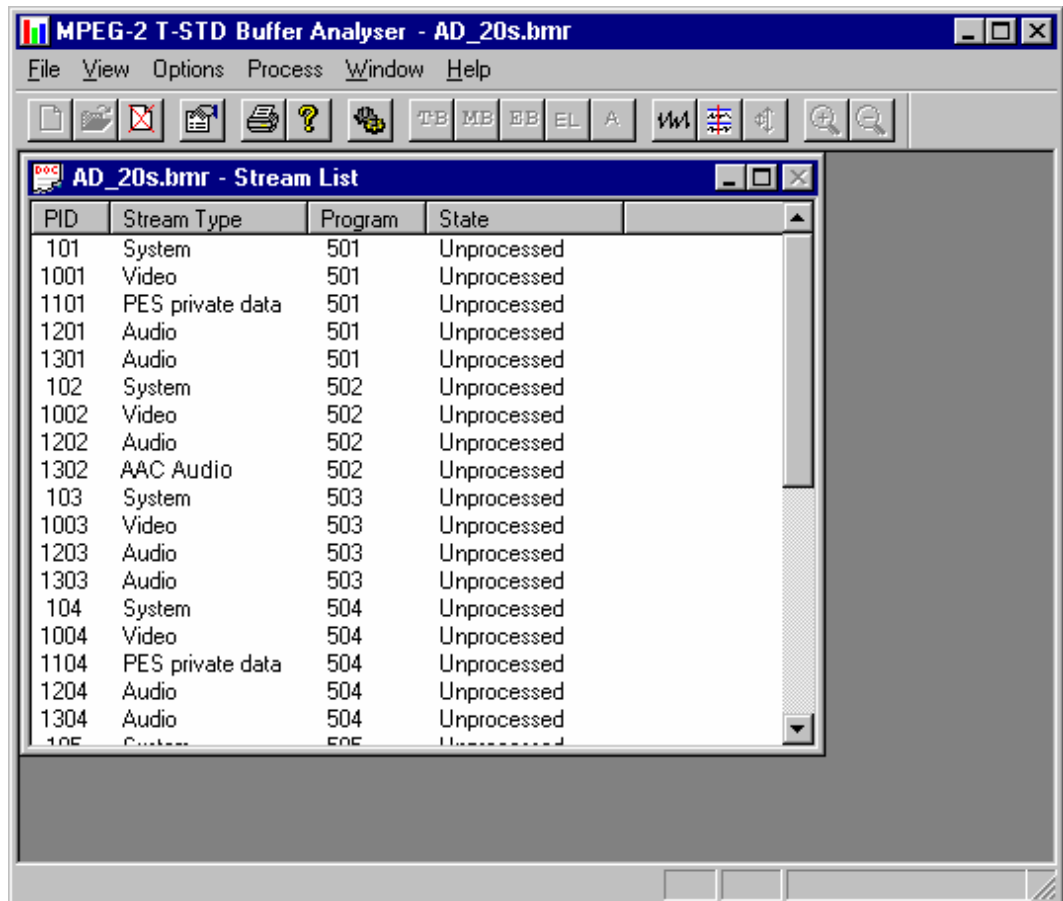 MPEG-2 T-STD Buffer Analyser - AD_20s.bmr
File View Options Process Window Help
TB MB EB EL A
AD_20s.bmr - Stream List
PID Stream Type Program State
101 System 501 Unprocessed
1001 Video 501 Unprocessed
1101 PES private data 501 Unprocessed
1201 Audio 501 Unprocessed
1301 Audio 501 Unprocessed
102 System 502 Unprocessed
1002 Video 502 Unprocessed
1202 Audio 502 Unprocessed
1302 AAC Audio 502 Unprocessed
103 System 503 Unprocessed
1003 Video 503 Unprocessed
1203 Audio 503 Unprocessed
1303 Audio 503 Unprocessed
104 System 504 Unprocessed
1004 Video 504 Unprocessed
1104 PES private data 504 Unprocessed
1204 Audio 504 Unprocessed
1304 Audio 504 Unprocessed